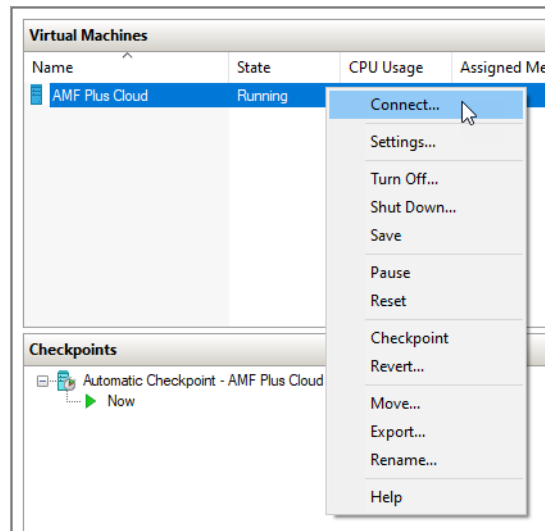 Virtual Machines
Name State CPU Usage Assigned Me
AMF Plus Cloud Running
Connect...
Settings...
Turn Off...
Shut Down...
Save
Pause
Reset
Checkpoint
Revert...
Move...
Export...
Rename...
Help
Checkpoints
Automatic Checkpoint - AMF Plus Cloud
Now